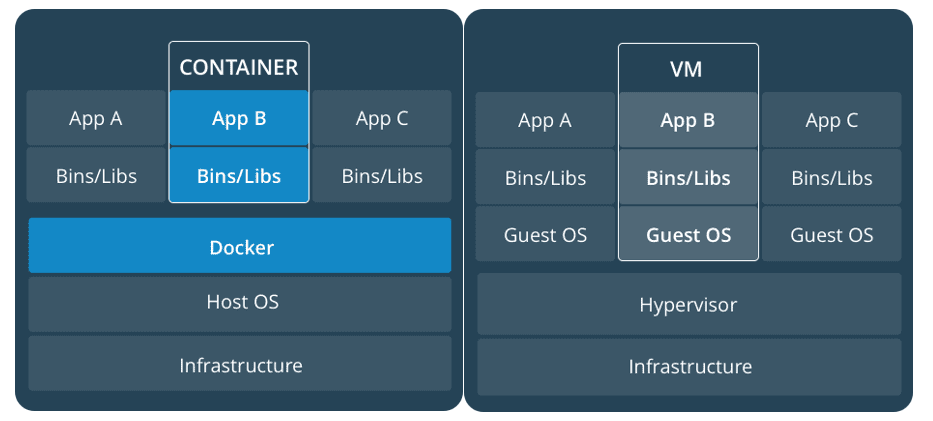 CONTAINER
App A App B App C
Bins/Libs Bins/Libs Bins/Libs
Docker
Host OS
Infrastructure
VM
App A App B App C
Bins/Libs Bins/Libs Bins/Libs
Guest OS Guest OS Guest OS
Hypervisor
Infrastructure